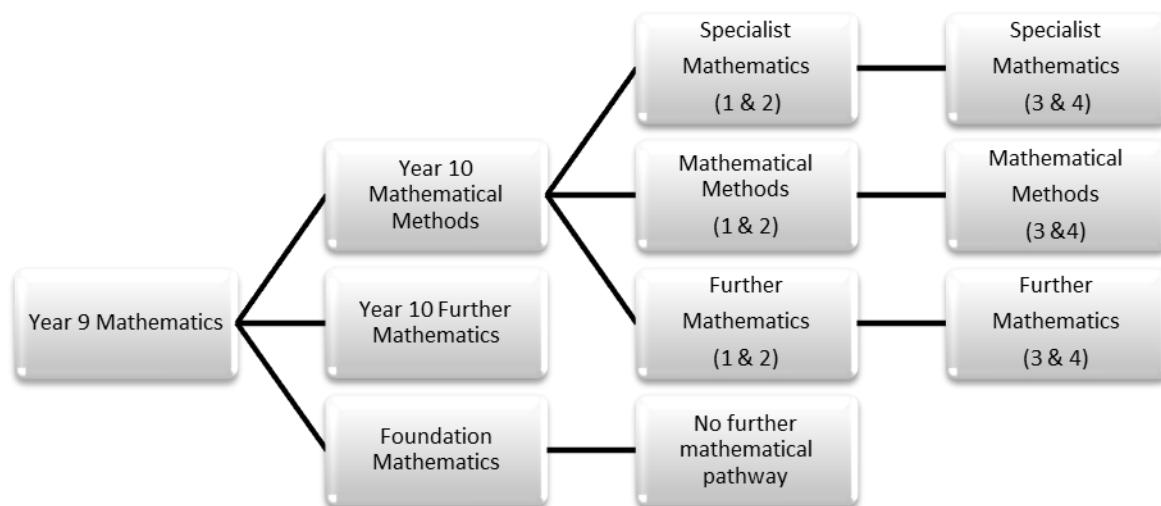 Year 9 Mathematics
Year 10
Mathematical
Methods
Year 10 Further
Mathematics
Foundation
Mathematics
Specialist
Mathematics
(1 & 2)
Mathematical
Methods
(1 & 2)
Further
Mathematics
(1 & 2)
No further
mathematical
pathway
Specialist
Mathematics
(3 & 4)
Mathematical
Methods
(3 &4)
Further
Mathematics
(3 & 4)